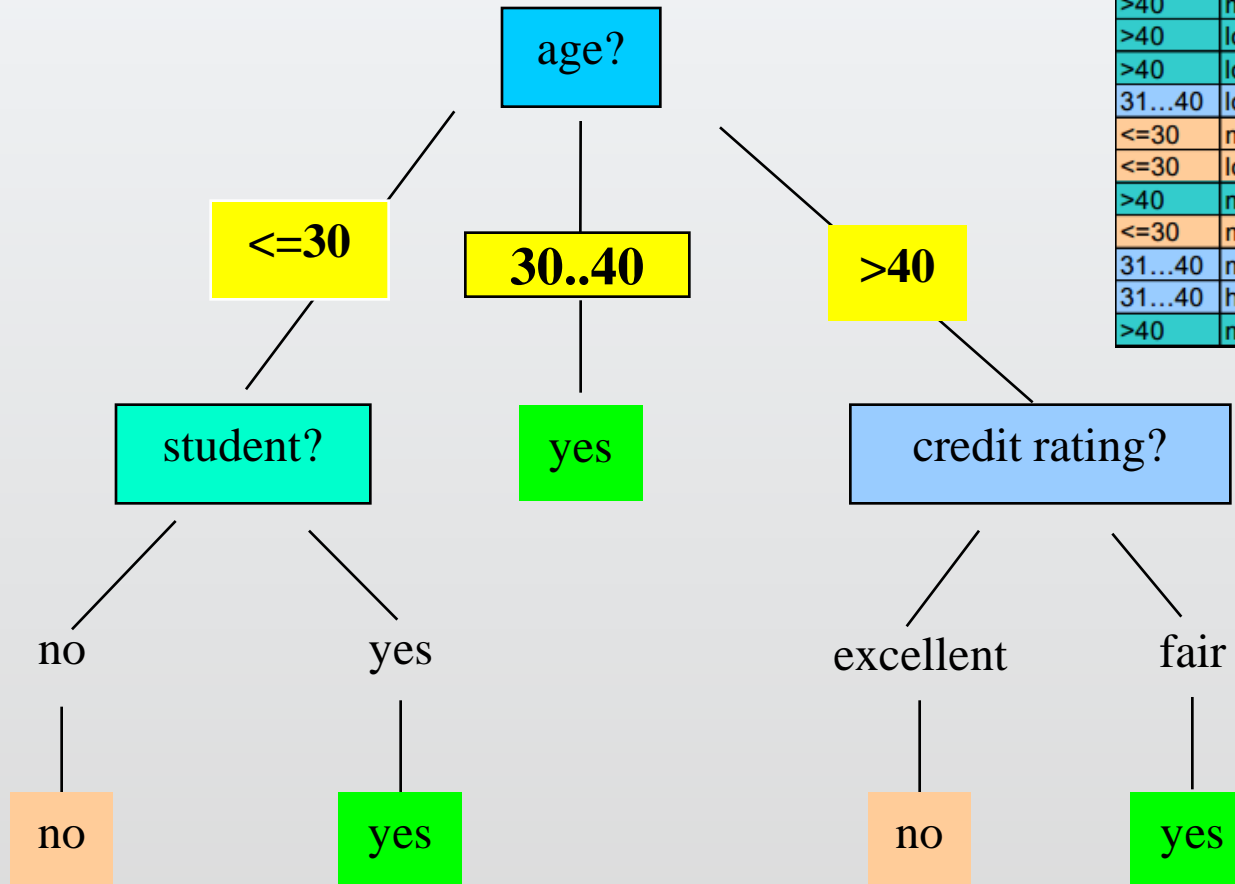 age?
>40
>40
>40
31...40
<=30
<=30
>40
<=30
31...40
31...40
>40
<=30
30..40
>40
student?
yes
credit rating?
no
yes
excellent
fair
no
yes
no
yes